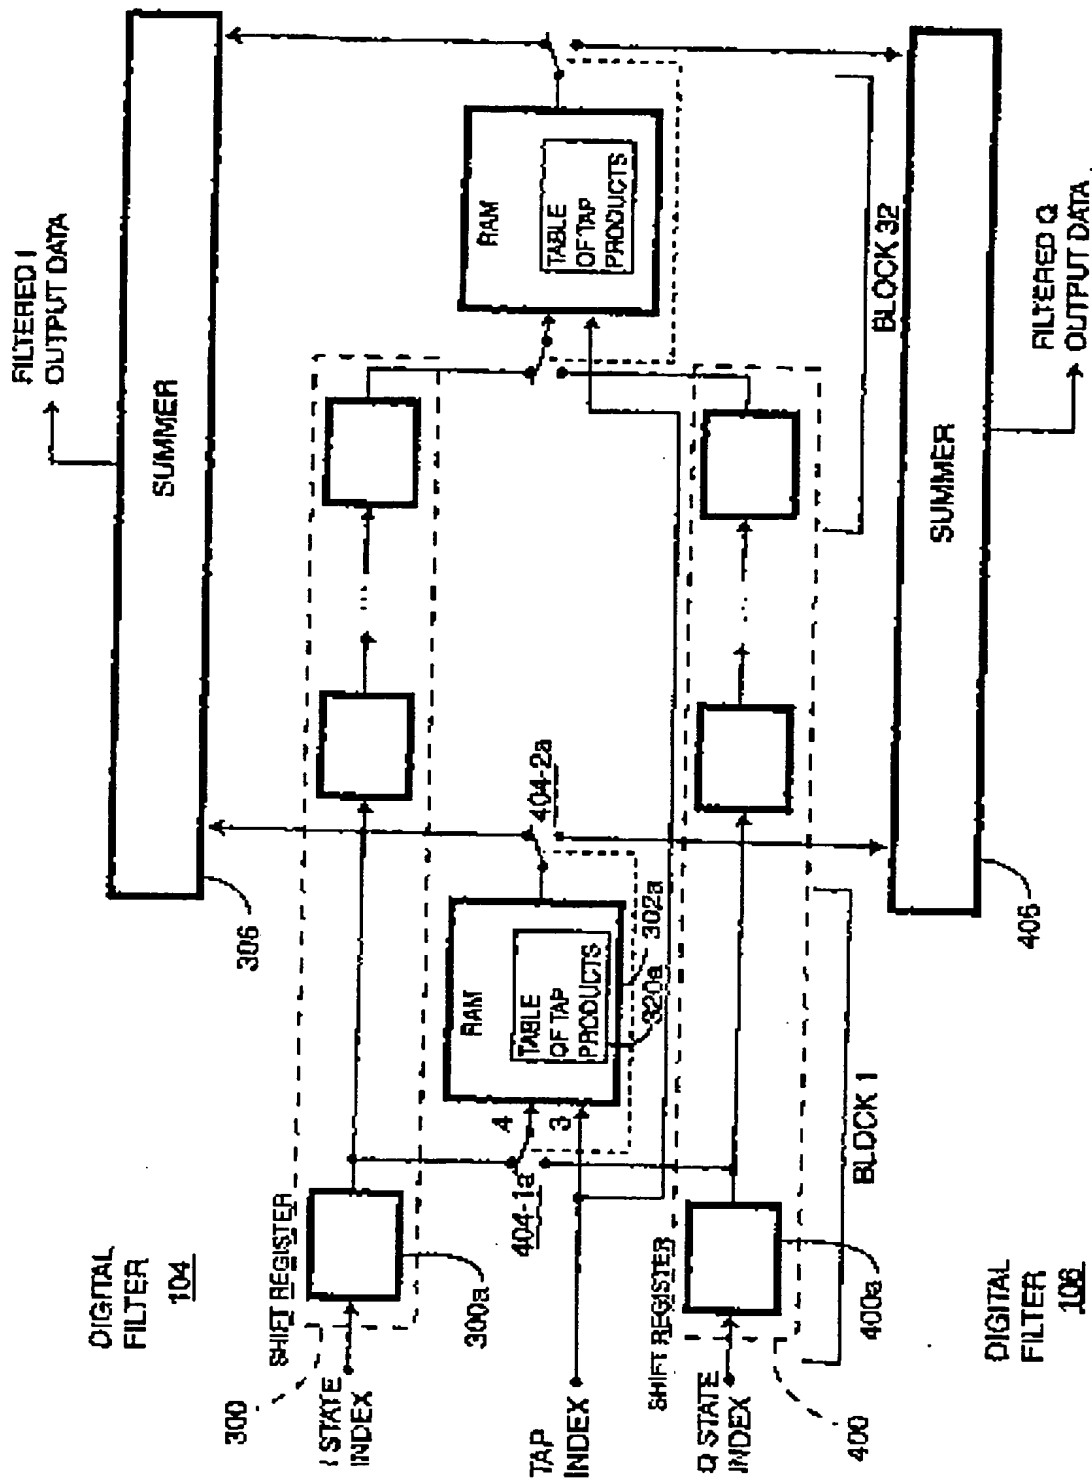 DIGITAL
FILTER
104
300
SHIFT REGISTER
I STATE
INDEX
300a
306
SUMMER
FILTERED I
OUTPUT DATA
TAP
INDEX
404-1a
4
3
RAM
TABLE
OF TAP
PRODUCTS
302a
320a
404-2a
RAM
TABLE
OF TAP
PRODUCTS
SHIFT REGISTER
Q STATE
INDEX
400
400a
BLOCK 1
BLOCK 32
406
SUMMER
FILTERED Q
OUTPUT DATA
DIGITAL
FILTER
106